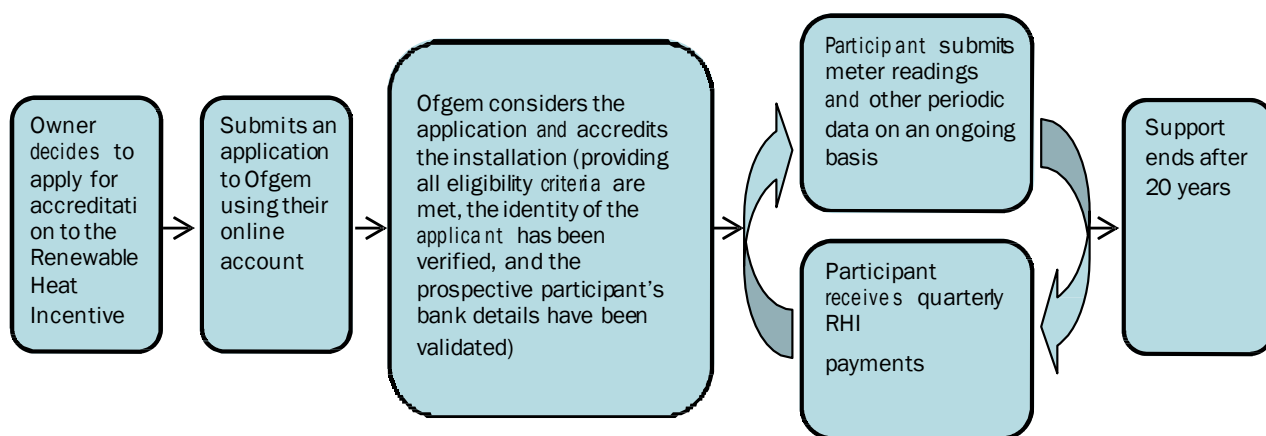 Owner
decides to
apply for
accreditati
on to the
Renewable
Heat
Incentive
Submits an
application
to Ofgem
using their
online
account
Ofgem considers the
application and accredits
the installation (providing
all eligibility criteria are
met, the identity of the
applicant has been
verified, and the
prospective participant's
bank details have been
validated)
Participant submits
meter readings
and other periodic
data on an ongoing
basis
Participant
receives quarterly
RHI
payments
Support
ends after
20 years